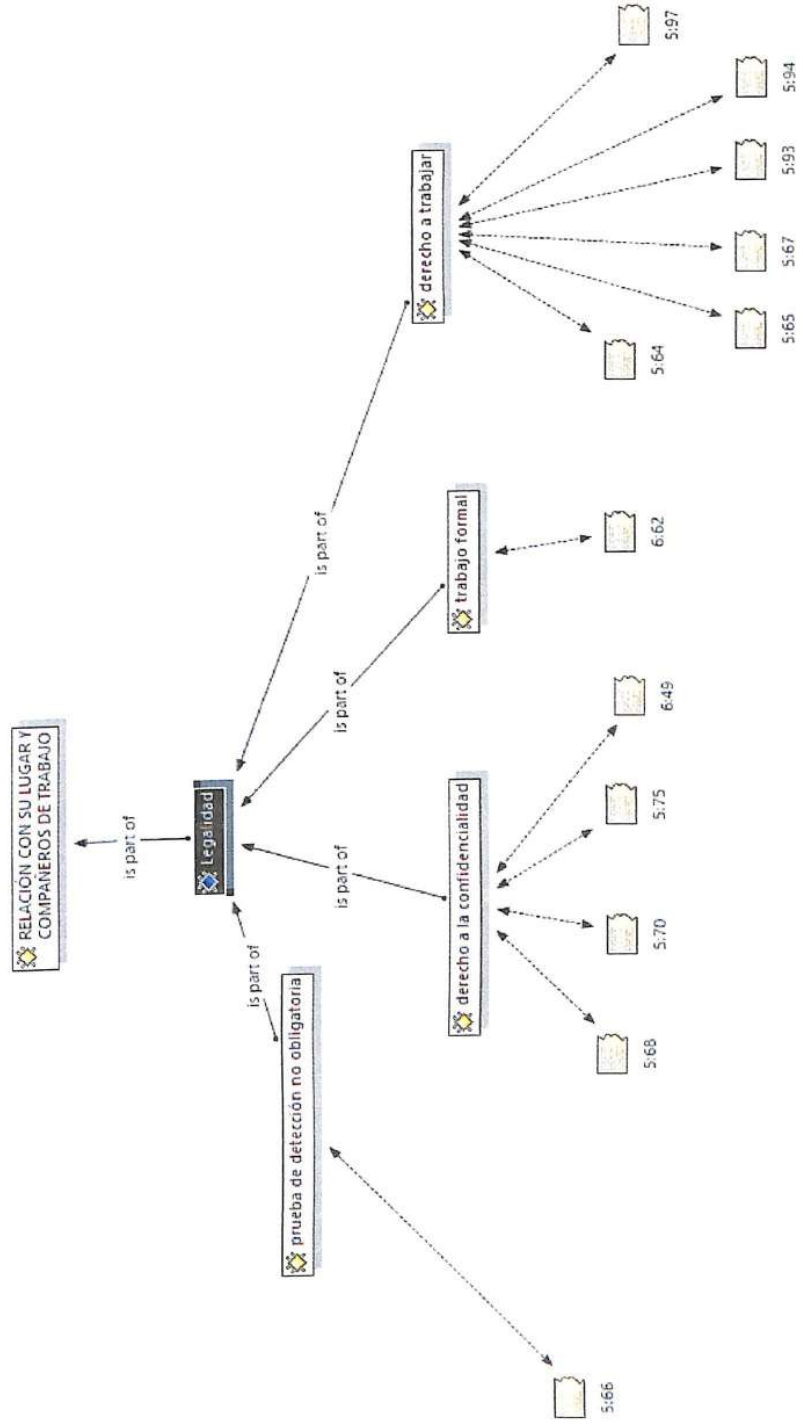 RELACIÓN CON SU LUGAR Y
COMPAÑEROS DE TRABAJO
is part of
Legalidad
is part of
is part of
is part of
is part of
prueba de detección no obligatoria
derecho a la confidencialidad
trabajo formal
derecho a trabajar
5:66
5:68
5:70
5:75
6:49
6:62
5:64
5:65
5:67
5:93
5:94
5:97